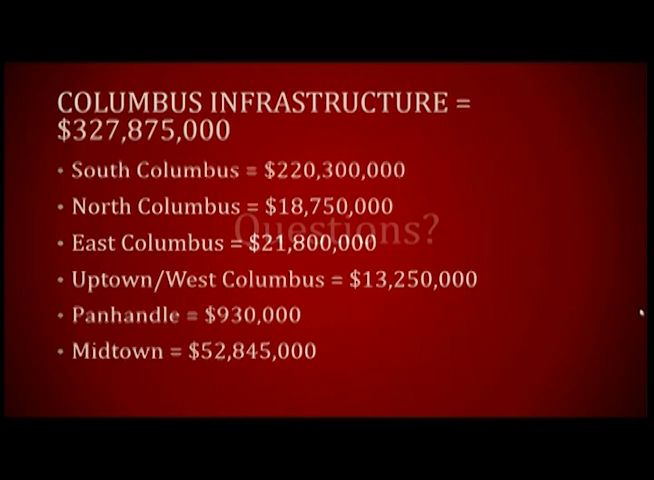 COLUMBUS INFRASTRUCTURE =
$327,875,000
• South Columbus = $220,300,000
• North Columbus = $18,750,000
Questions?
• East Columbus = $21,800,000
• Uptown/West Columbus = $13,250,000
• Panhandle = $930,000
• Midtown = $52,845,000